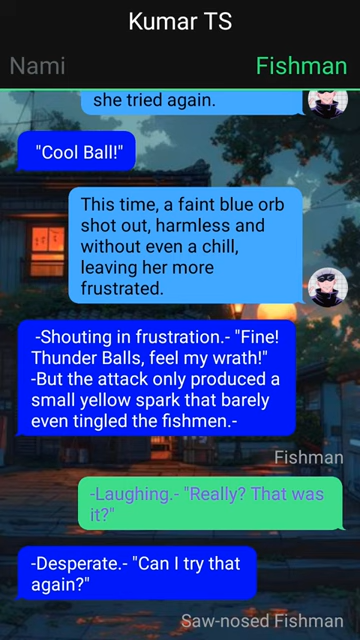 Kumar TS
Nami
Fishman
she tried again.
"Cool Ball!"
This time, a faint blue orb
shot out, harmless and
without even a chill,
leaving her more
frustrated.
-Shouting in frustration.- "Fine!
Thunder Balls, feel my wrath!"
-But the attack only produced a
small yellow spark that barely
even tingled the fishmen.-
Fishman
-Laughing.- "Really? That was
it?"
-Desperate.- "Can I try that
again?"
Saw-nosed Fishman